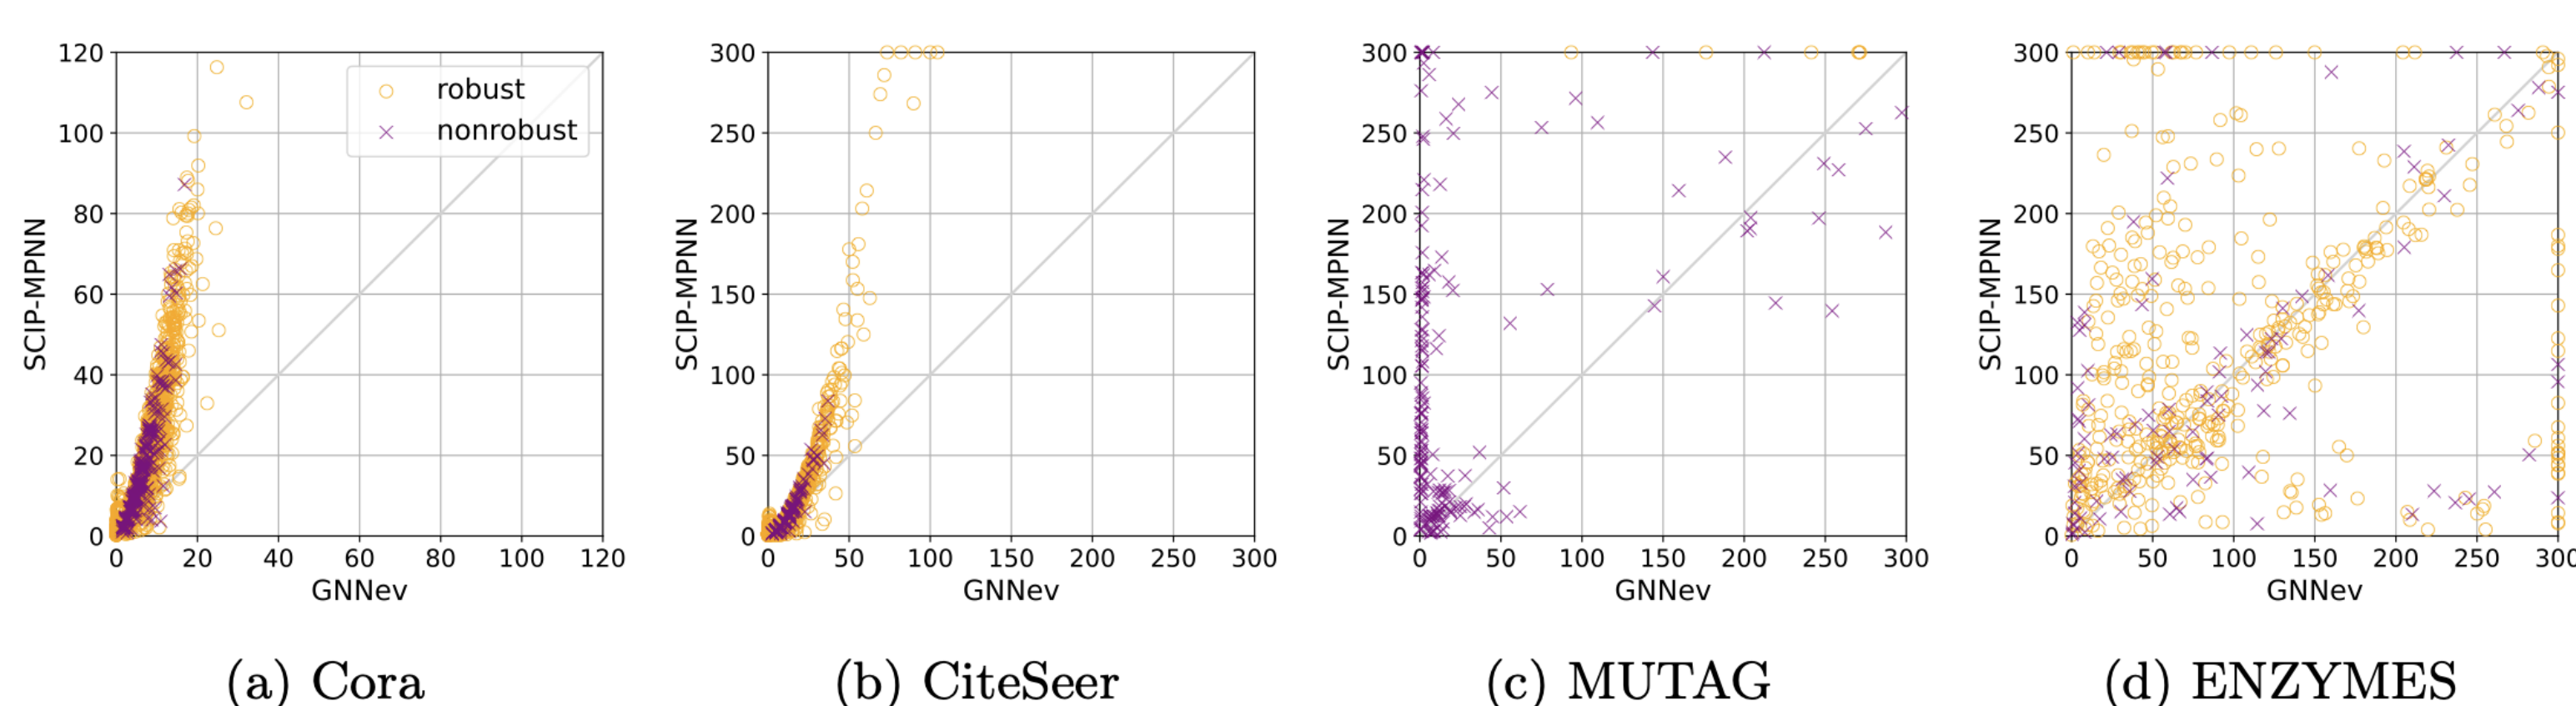 120
100
80
60
40
20
0
0 20 40 60 80 100 120
SCIP-MPNN
GNNev
robust
nonrobust
(a) Cora
300
250
200
150
100
50
0
0 50 100 150 200 250 300
SCIP-MPNN
GNNev
(b) CiteSeer
300
250
200
150
100
50
0
0 50 100 150 200 250 300
SCIP-MPNN
GNNev
(c) MUTAG
300
250
200
150
100
50
0
0 50 100 150 200 250 300
SCIP-MPNN
GNNev
(d) ENZYMES